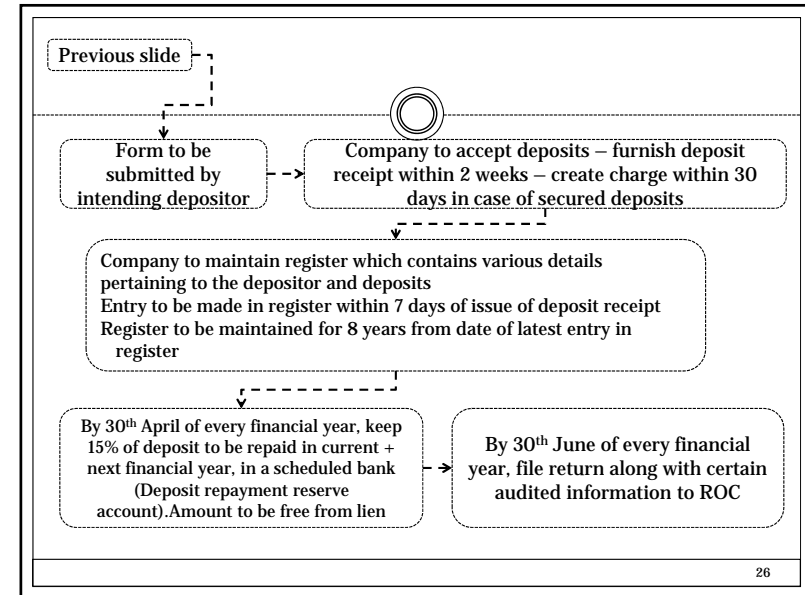 Previous slide
Form to be
submitted by
intending depositor
Company to accept deposits – furnish deposit
receipt within 2 weeks – create charge within 30
days in case of secured deposits
Company to maintain register which contains various details
pertaining to the depositor and deposits
Entry to be made in register within 7 days of issue of deposit receipt
Register to be maintained for 8 years from date of latest entry in
register
By 30th April of every financial year, keep
15% of deposit to be repaid in current +
next financial year, in a scheduled bank
(Deposit repayment reserve
account).Amount to be free from lien
By 30th June of every financial
year, file return along with certain
audited information to ROC
26